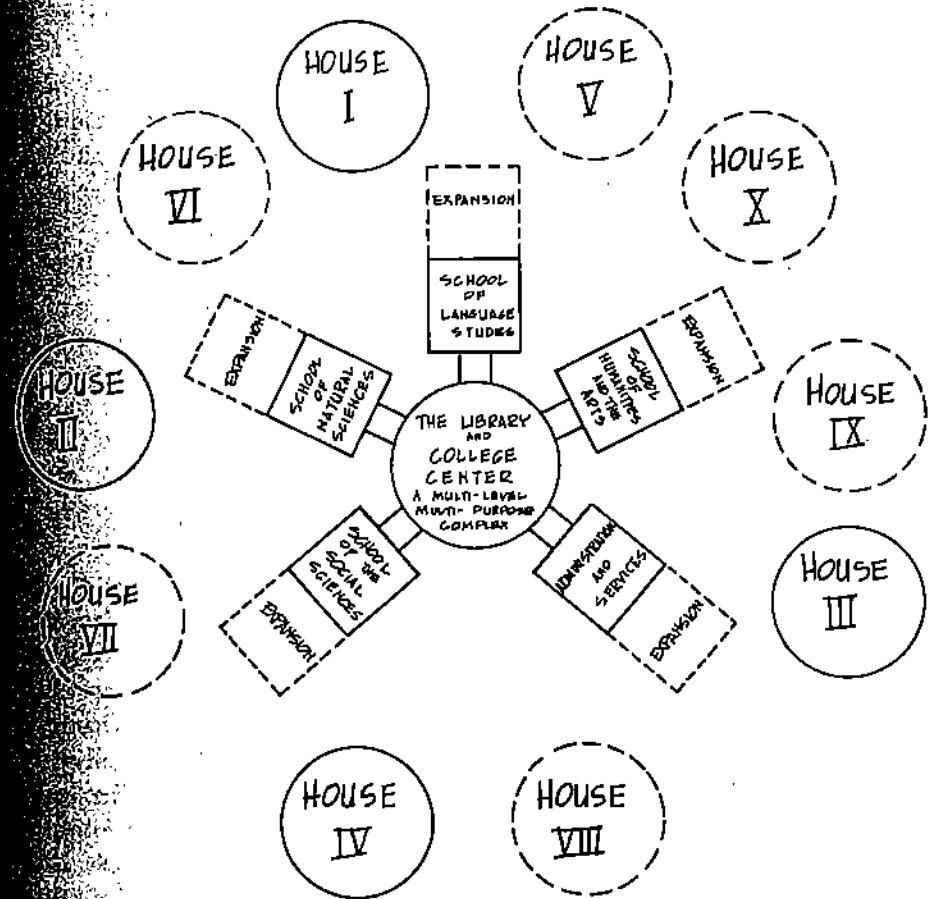 HOUSE
I
HOUSE
V
HOUSE
VI
HOUSE
X
EXPANSION
SCHOOL
OF
LANGUAGE
STUDIES
EXPANSION
SCHOOL
OF
NATURAL
SCIENCES
SCHOOL
OF
HUMANITIES
AND THE
ARTS
EXPANSION
HOUSE
II
HOUSE
IX
THE LIBRARY
AND
COLLEGE
CENTER
A MULTI-LEVEL
MULTI-PURPOSE
COMPLEX
SCHOOL
OF THE
SOCIAL
SCIENCES
EXPANSION
ADMINISTRATION
AND
SERVICES
EXPANSION
HOUSE
VII
HOUSE
III
HOUSE
IV
HOUSE
VIII